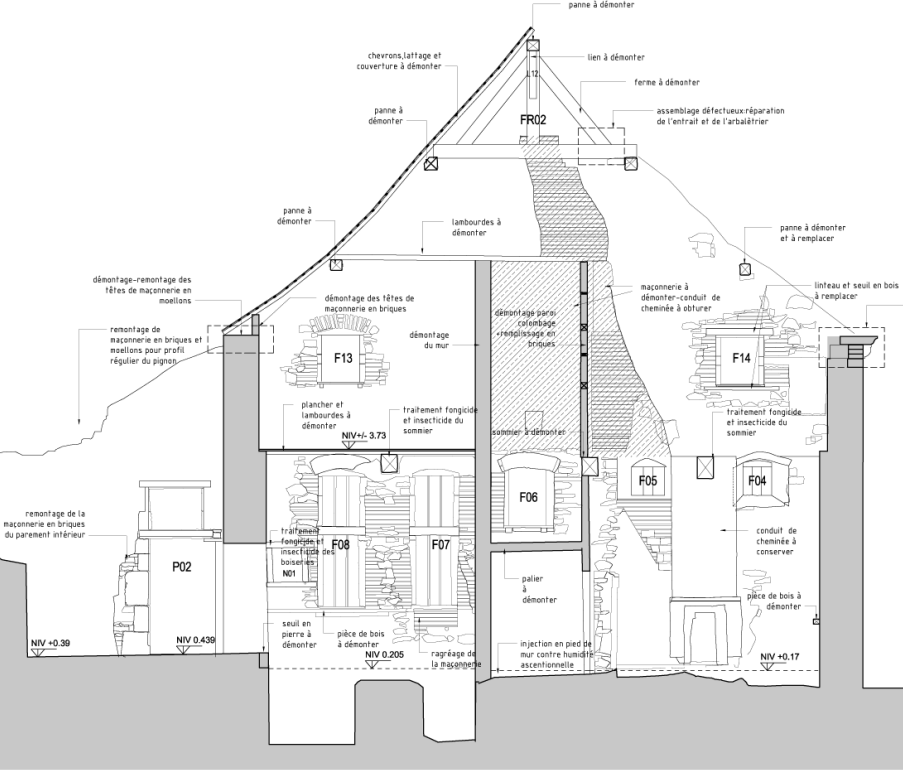 panne à démonter
chevrons,lattage et
couverture à démonter
lien à démonter
L12
ferme à démonter
panne à
démonter
FR02
assemblage défectueux:réparation
de l'entrait et de l'arbalétrier
panne à
démonter
lambourdes à
démonter
panne à démonter
et à remplacer
démontage-remontage des
têtes de maçonnerie en
moellons
démontage des têtes de
maçonnerie en briques
maçonnerie à
démonter-conduit de
cheminée à obturer
linteau et seuil en bois
à remplacer
remontage de
maçonnerie en briques et
moellons pour profil
régulier du pignon
démontage
du mur
démontage paroi
colombage
+remplissage en
briques
F13
F14
plancher et
lambourdes à
démonter
traitement fongicide
et insecticide du
sommier
traitement fongicide
et insecticide du
sommier
NIV+/- 3.73
sommier à démonter
F06
F05
F04
remontage de la
maçonnerie en briques
du parement intérieur
traitement
fongicide et
insecticide des
boiseries
F08
F07
conduit de
cheminée à
conserver
P02
N01
palier
à
démonter
pièce de bois à
démonter
seuil en
pierre à
démonter
pièce de bois
à démonter
ragréage de
la maçonnerie
injection en pied de
mur contre humidité
ascentionnelle
NIV +0.39
NIV 0.439
NIV 0.205
NIV +0.17